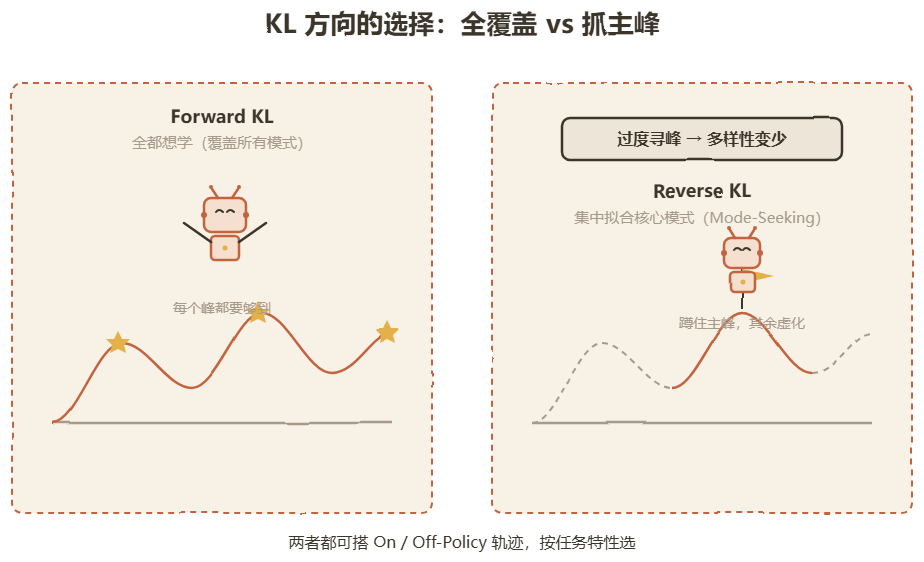 KL 方向的选择：全覆盖 vs 抓主峰
Forward KL
全都想学（覆盖所有模式）
每个峰都要够到
过度寻峰 → 多样性变少
Reverse KL
集中拟合核心模式（Mode-Seeking）
蹲住主峰，其余虚化
两者都可搭 On / Off-Policy 轨迹，按任务特性选